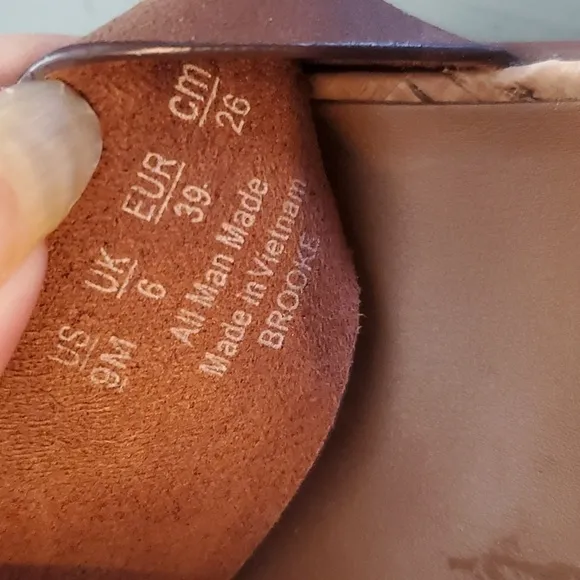 US UK EUR cm
9M 6 39 26
All Man Made
Made in Vietnam
BROOKE